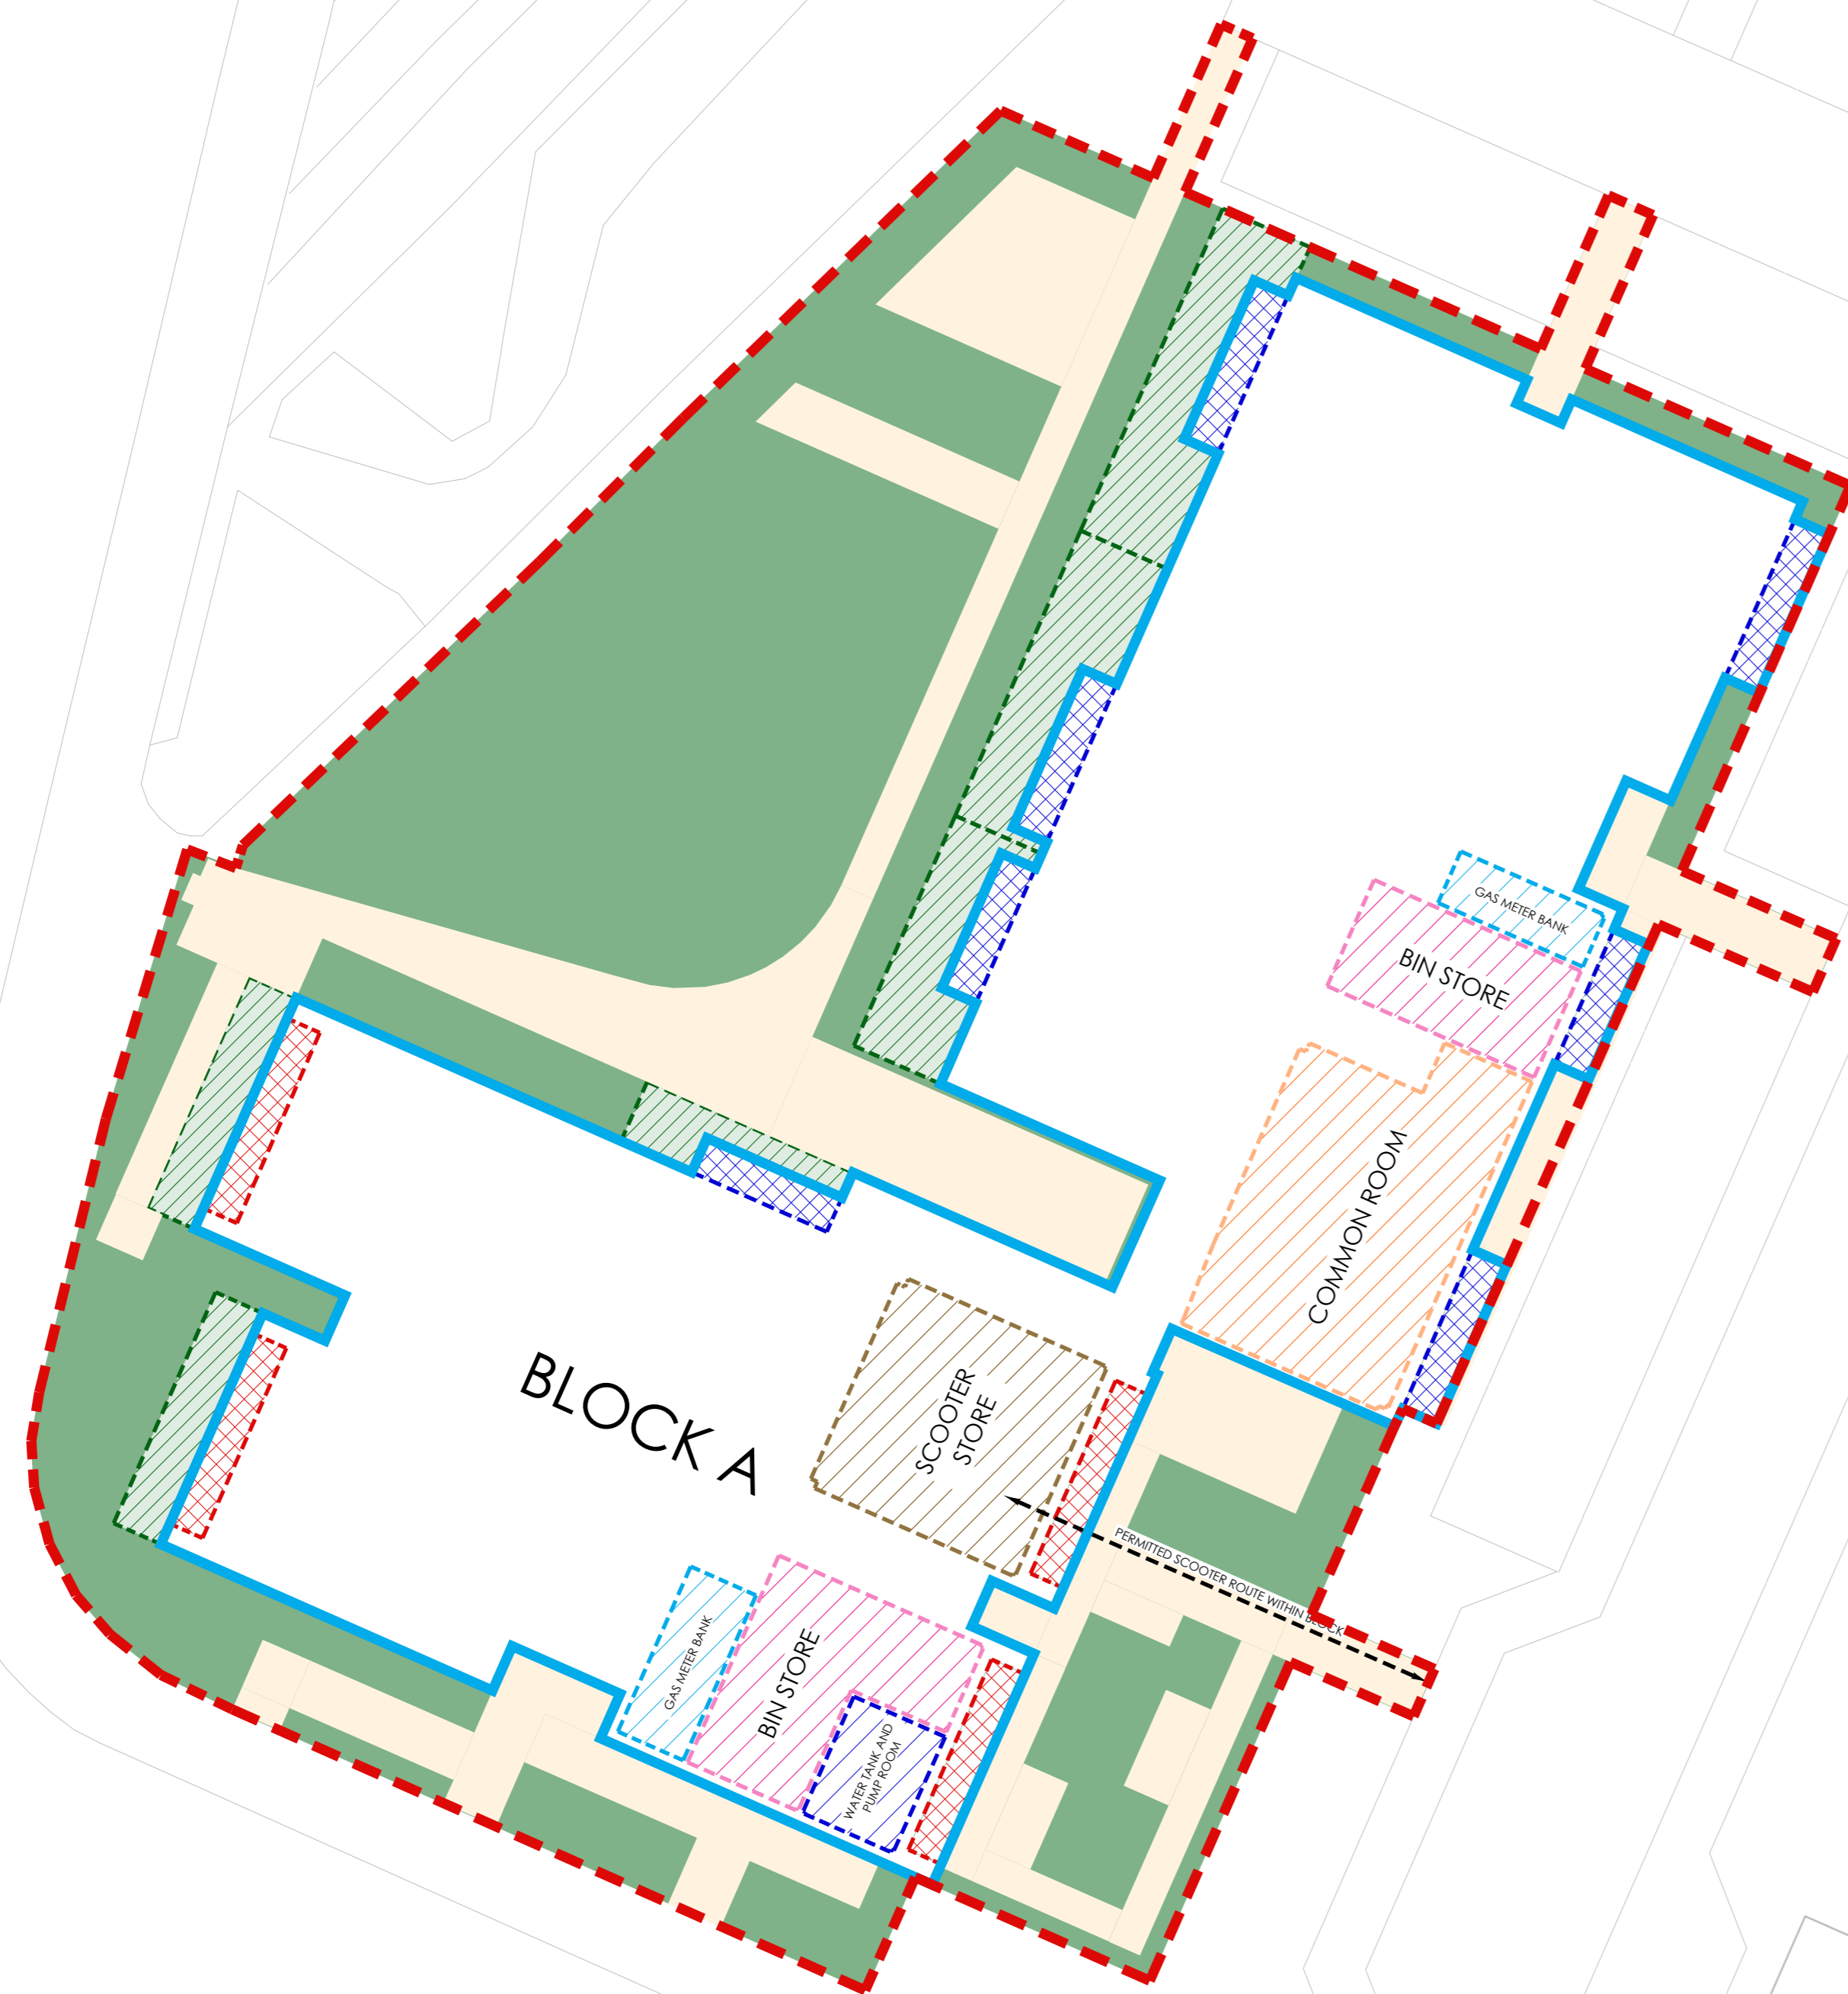 GAS METER BANK
BIN STORE
COMMON ROOM
BLOCK A
SCOOTER
STORE
PERMITTED SCOOTER ROUTE WITHIN BLOCK
GAS METER BANK
BIN STORE
WATER TANK AND
PUMP ROOM